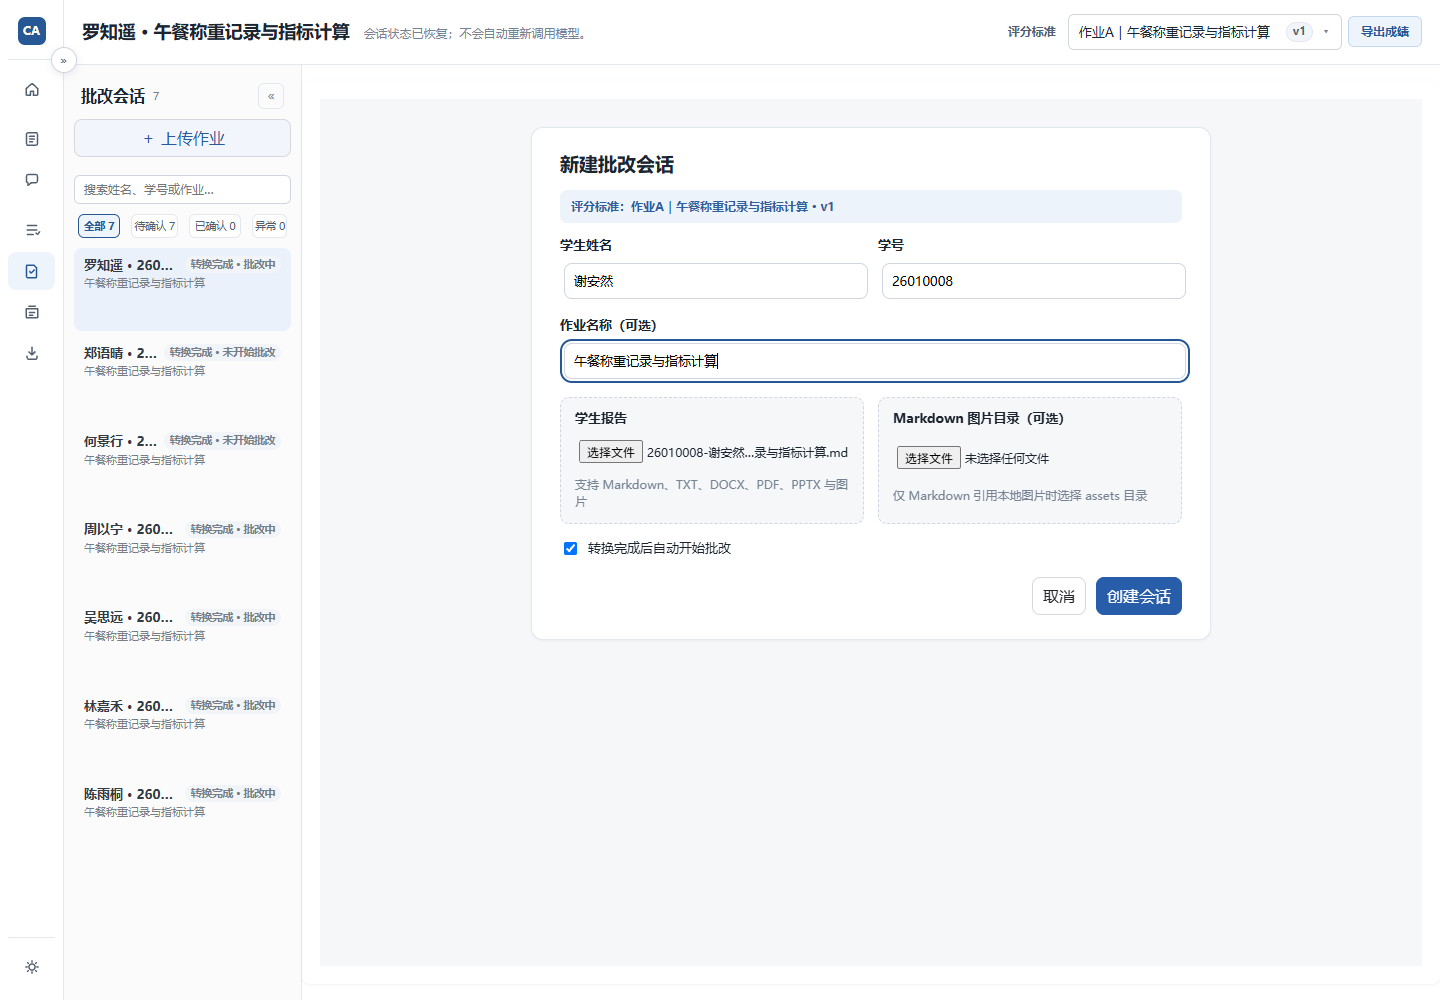 CA
罗知遥 • 午餐称重记录与指标计算
会话状态已恢复；不会自动重新调用模型。
评分标准
作业A | 午餐称重记录与指标计算
v1
导出成绩
»
批改会话 7
«
+ 上传作业
搜索姓名、学号或作业...
全部 7
待确认 7
已确认 0
异常 0
罗知遥 • 260...
转换完成 • 批改中
午餐称重记录与指标计算
郑语晴 • 2...
转换完成 • 未开始批改
午餐称重记录与指标计算
何景行 • 2...
转换完成 • 未开始批改
午餐称重记录与指标计算
周以宁 • 260...
转换完成 • 批改中
午餐称重记录与指标计算
吴思远 • 260...
转换完成 • 批改中
午餐称重记录与指标计算
林嘉禾 • 260...
转换完成 • 批改中
午餐称重记录与指标计算
陈雨桐 • 260...
转换完成 • 批改中
午餐称重记录与指标计算
新建批改会话
评分标准：作业A | 午餐称重记录与指标计算 • v1
学生姓名
学号
谢安然
26010008
作业名称（可选）
午餐称重记录与指标计算
学生报告
选择文件 26010008-谢安然...录与指标计算.md
支持 Markdown、TXT、DOCX、PDF、PPTX 与图
片
Markdown 图片目录（可选）
选择文件 未选择任何文件
仅 Markdown 引用本地图片时选择 assets 目录
转换完成后自动开始批改
取消
创建会话